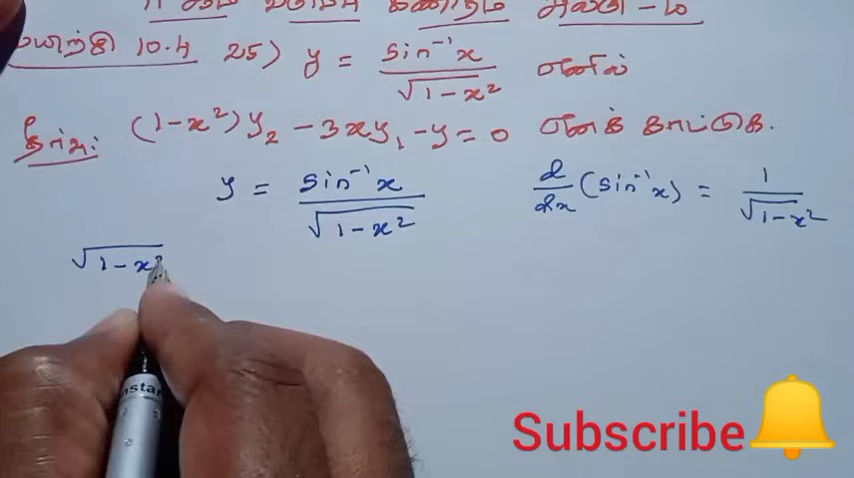 பயிற்சி 10.4 25) y = sin⁻¹x / √1-x² எனில்
தீர்வு: (1-x²)y₂ - 3xy₁ - y = 0 எனக் காட்டுக.
y = sin⁻¹x / √1-x² d/dx (sin⁻¹x) = 1 / √1-x²
√1-x²
nstar
Subscribe